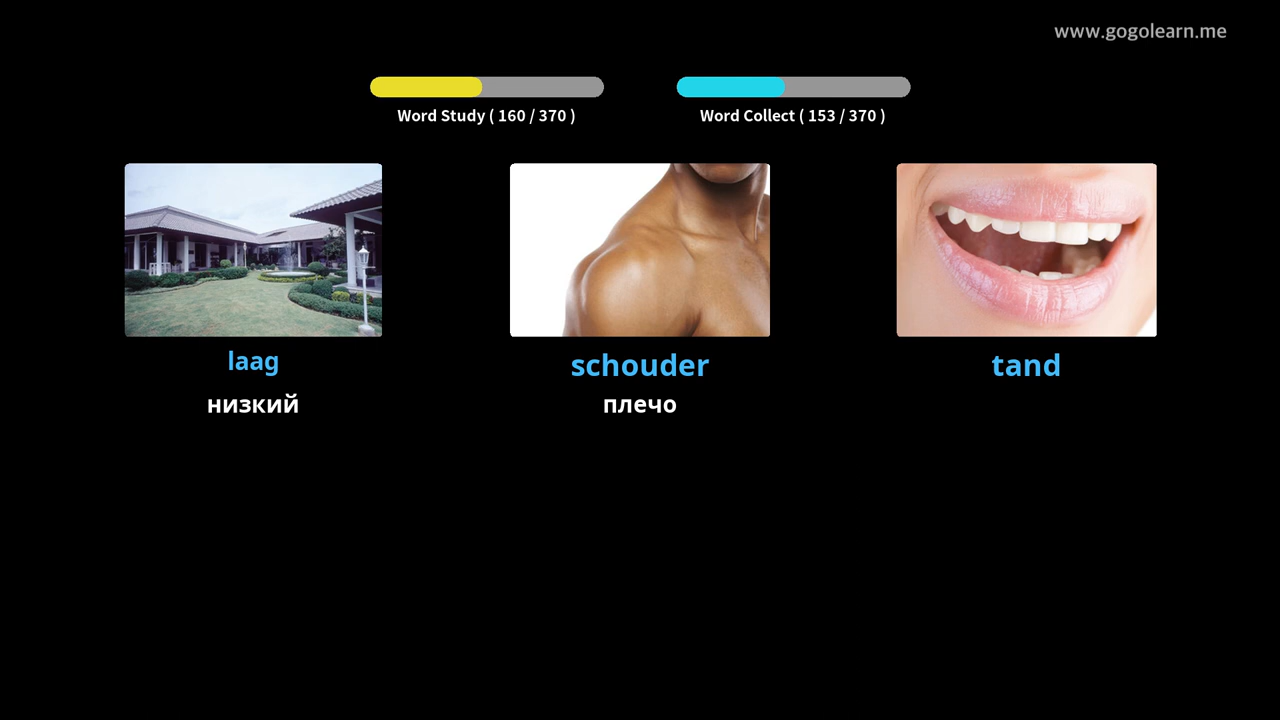 www.gogolearn.me
Word Study ( 160 / 370 )
Word Collect ( 153 / 370 )
laag
schouder
tand
низкий
плечо